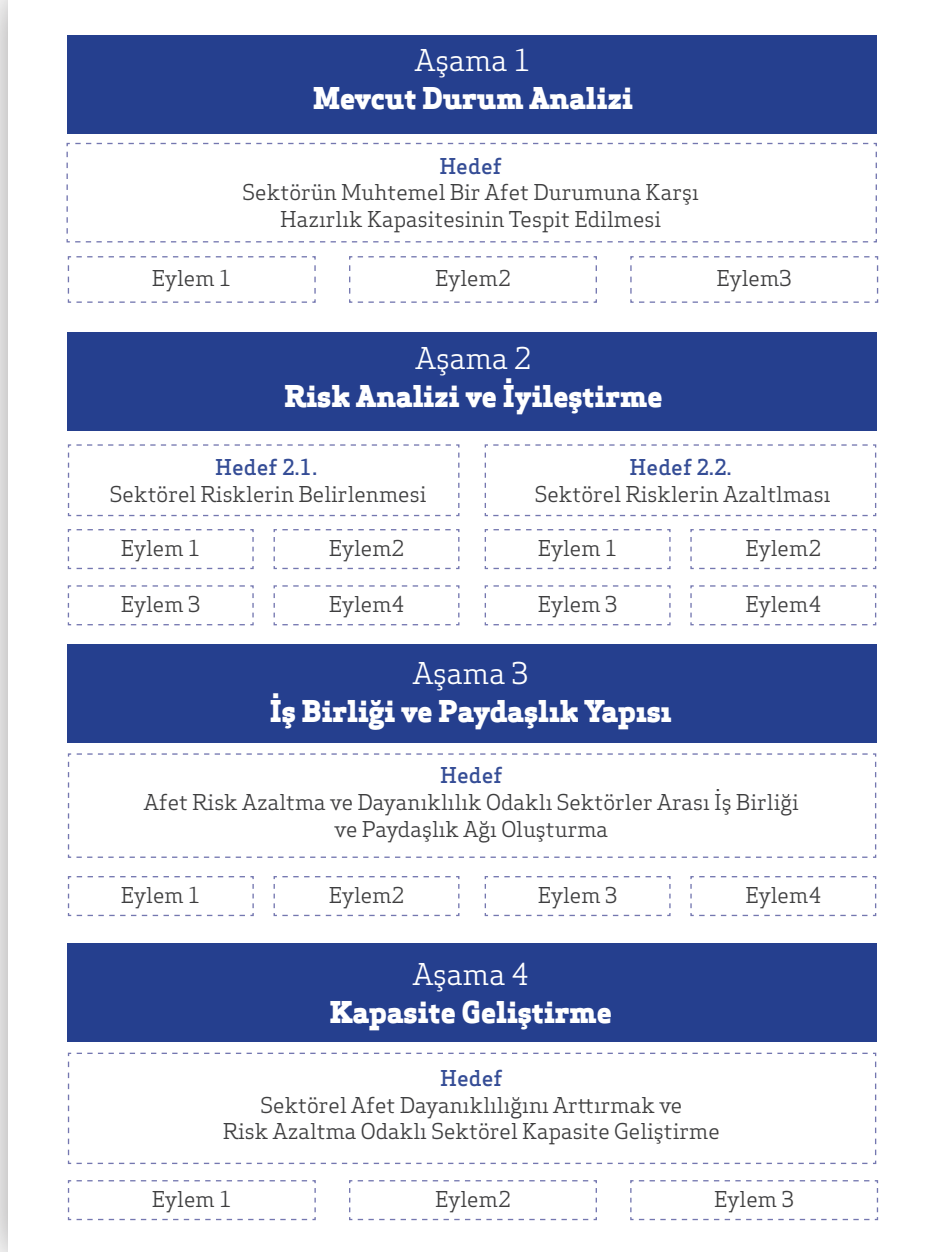 Aşama 1
Mevcut Durum Analizi
Hedef
Sektörün Muhtemel Bir Afet Durumuna Karşı
Hazırlık Kapasitesinin Tespit Edilmesi
Eylem 1
Eylem2
Eylem3
Aşama 2
Risk Analizi ve İyileştirme
Hedef 2.1.
Sektörel Risklerin Belirlenmesi
Eylem 1
Eylem2
Eylem 3
Eylem4
Hedef 2.2.
Sektörel Risklerin Azaltlması
Eylem 1
Eylem2
Eylem 3
Eylem4
Aşama 3
İş Birliği ve Paydaşlık Yapısı
Hedef
Afet Risk Azaltma ve Dayanıklılık Odaklı Sektörler Arası İş Birliği
ve Paydaşlık Ağı Oluşturma
Eylem 1
Eylem2
Eylem 3
Eylem4
Aşama 4
Kapasite Geliştirme
Hedef
Sektörel Afet Dayanıklılığını Arttırmak ve
Risk Azaltma Odaklı Sektörel Kapasite Geliştirme
Eylem 1
Eylem2
Eylem 3